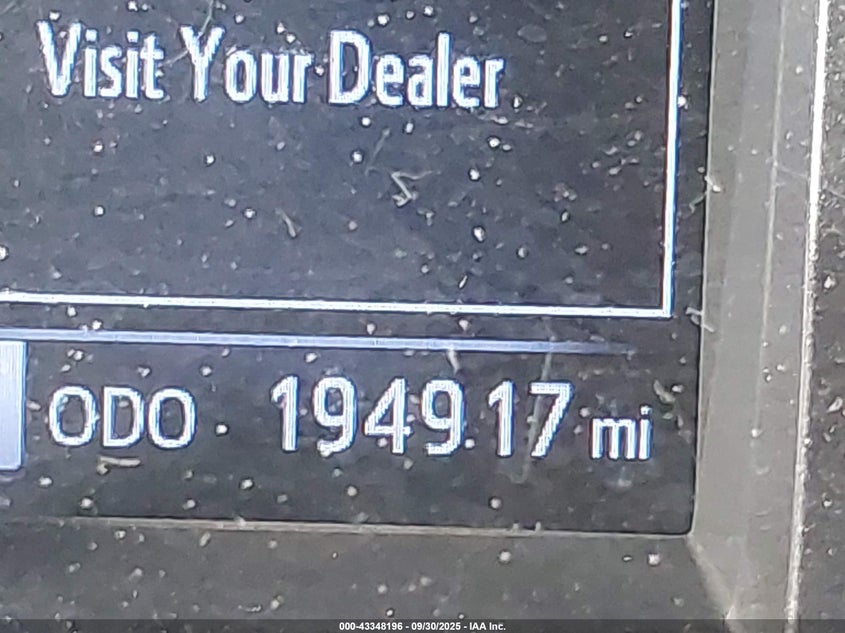 Visit Your Dealer
ODO 194917 mi
000-43348196 - 09/30/2025 - IAA Inc.